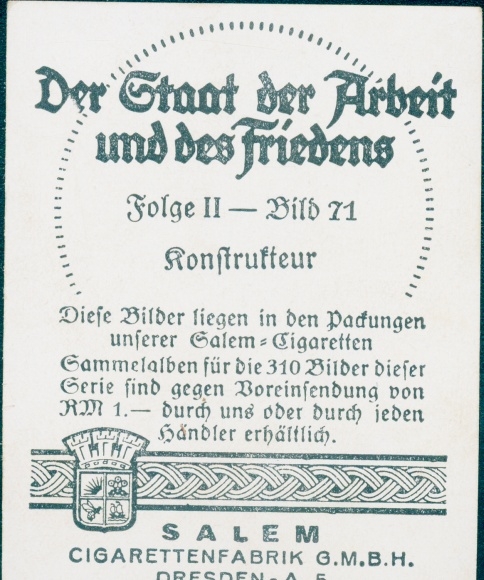 Der Staat der Arbeit
und des Friedens
Folge II — Bild 71
Konstrukteur
Diese Bilder liegen in den Packungen
unserer Salem-Cigaretten
Sammelalben für die 310 Bilder dieser
Serie sind gegen Voreinsendung von
RM 1.— durch uns oder durch jeden
Händler erhältlich.
SALEM
CIGARETTENFABRIK G.M.B.H.
DRESDEN-A 5